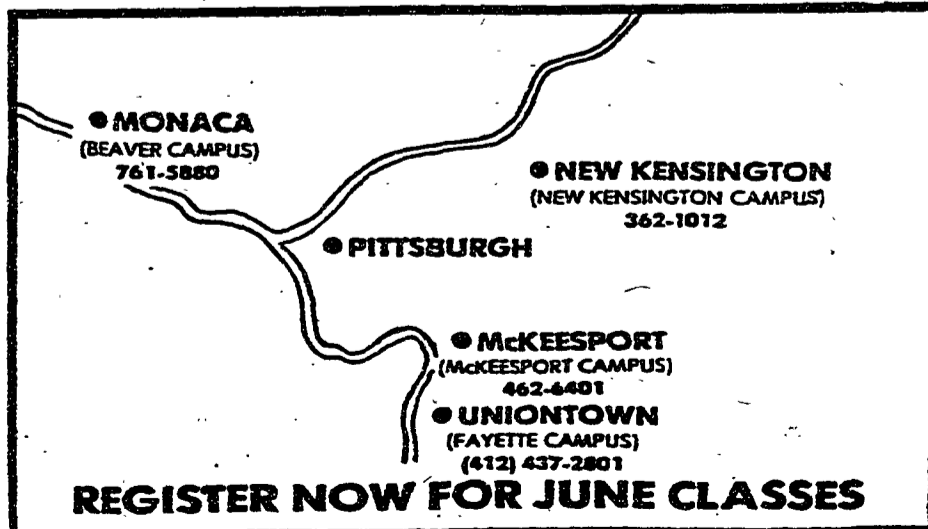 MONACA
(BEAVER CAMPUS)
761-5880
NEW KENSINGTON
(NEW KENSINGTON CAMPUS)
362-1012
PITTSBURGH
McKEESPORT
(McKEESPORT CAMPUS)
462-6401
UNIONTOWN
(FAYETTE CAMPUS)
(412) 437-2801
REGISTER NOW FOR JUNE CLASSES